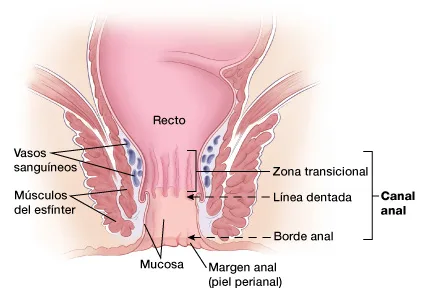 Recto
Vasos
sanguíneos
Zona transicional
Músculos
del esfínter
Línea dentada
Canal
anal
Borde anal
Mucosa
Margen anal
(piel perianal)